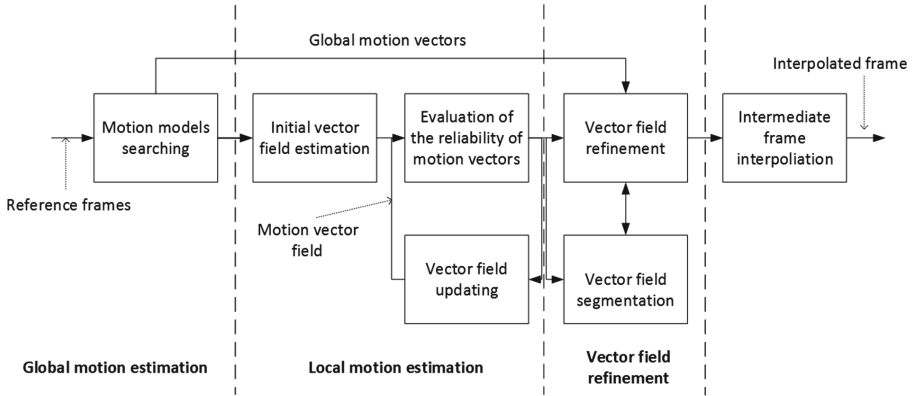 Global motion vectors
Interpolated frame
Motion models
searching
Initial vector
field estimation
Evaluation of
the reliability of
motion vectors
Vector field
refinement
Intermediate
frame
interpoliation
Reference frames
Motion vector
field
Vector field
updating
Vector field
segmentation
Global motion estimation
Local motion estimation
Vector field
refinement